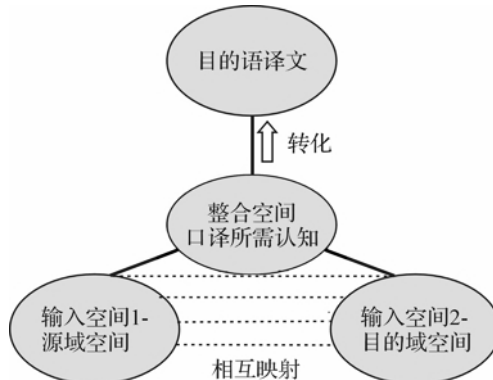 目的语译文
转化
整合空间
口译所需认知
输入空间1-
源域空间
输入空间2-
目的域空间
相互映射